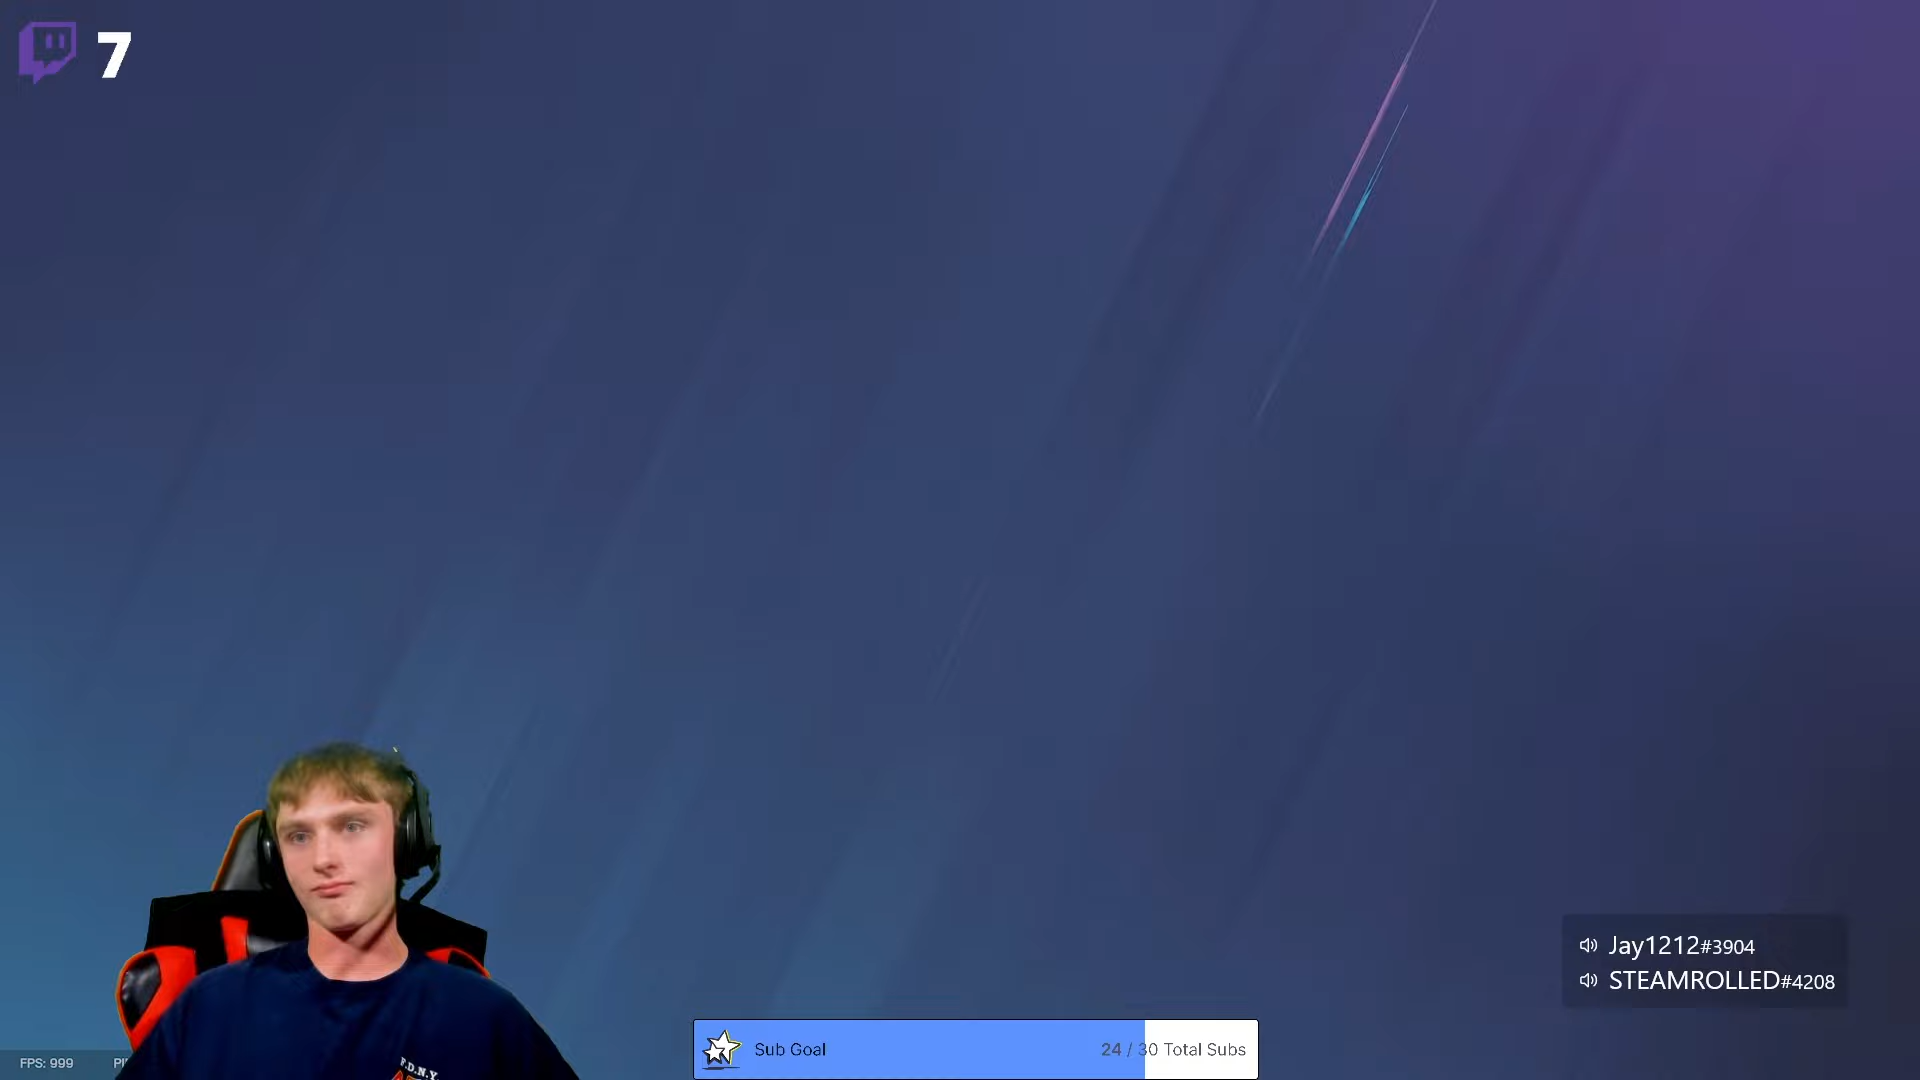 7
Jay1212#3904
STEAMROLLED#4208
Sub Goal
24 / 30 Total Subs
FPS: 999
F.D.N.Y.